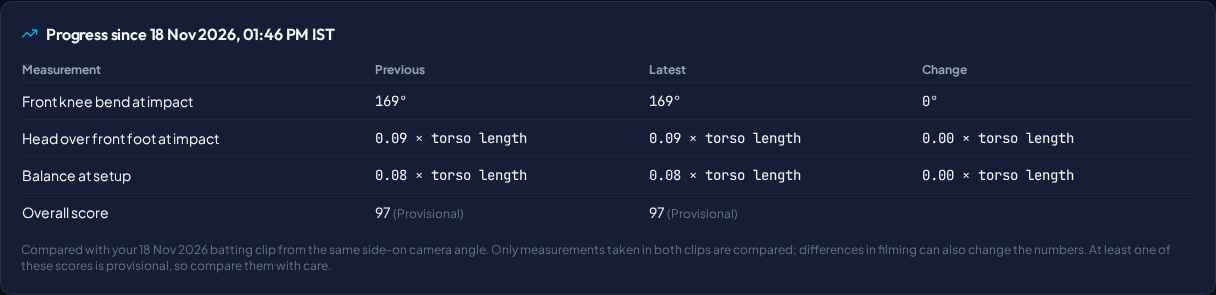 Progress since 18 Nov 2026, 01:46 PM IST
Measurement Previous Latest Change
Front knee bend at impact 169° 169° 0°
Head over front foot at impact 0.09 × torso length 0.09 × torso length 0.00 × torso length
Balance at setup 0.08 × torso length 0.08 × torso length 0.00 × torso length
Overall score 97 (Provisional) 97 (Provisional)
Compared with your 18 Nov 2026 batting clip from the same side-on camera angle. Only measurements taken in both clips are compared; differences in filming can also change the numbers. At least one of
these scores is provisional, so compare them with care.